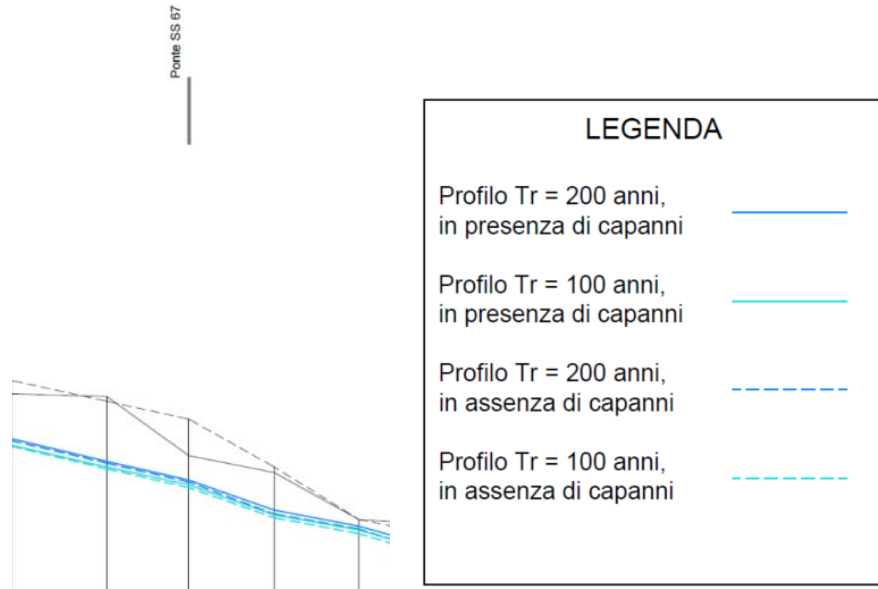 Ponte SS 67
LEGENDA
Profilo Tr = 200 anni,
in presenza di capanni
Profilo Tr = 100 anni,
in presenza di capanni
Profilo Tr = 200 anni,
in assenza di capanni
Profilo Tr = 100 anni,
in assenza di capanni